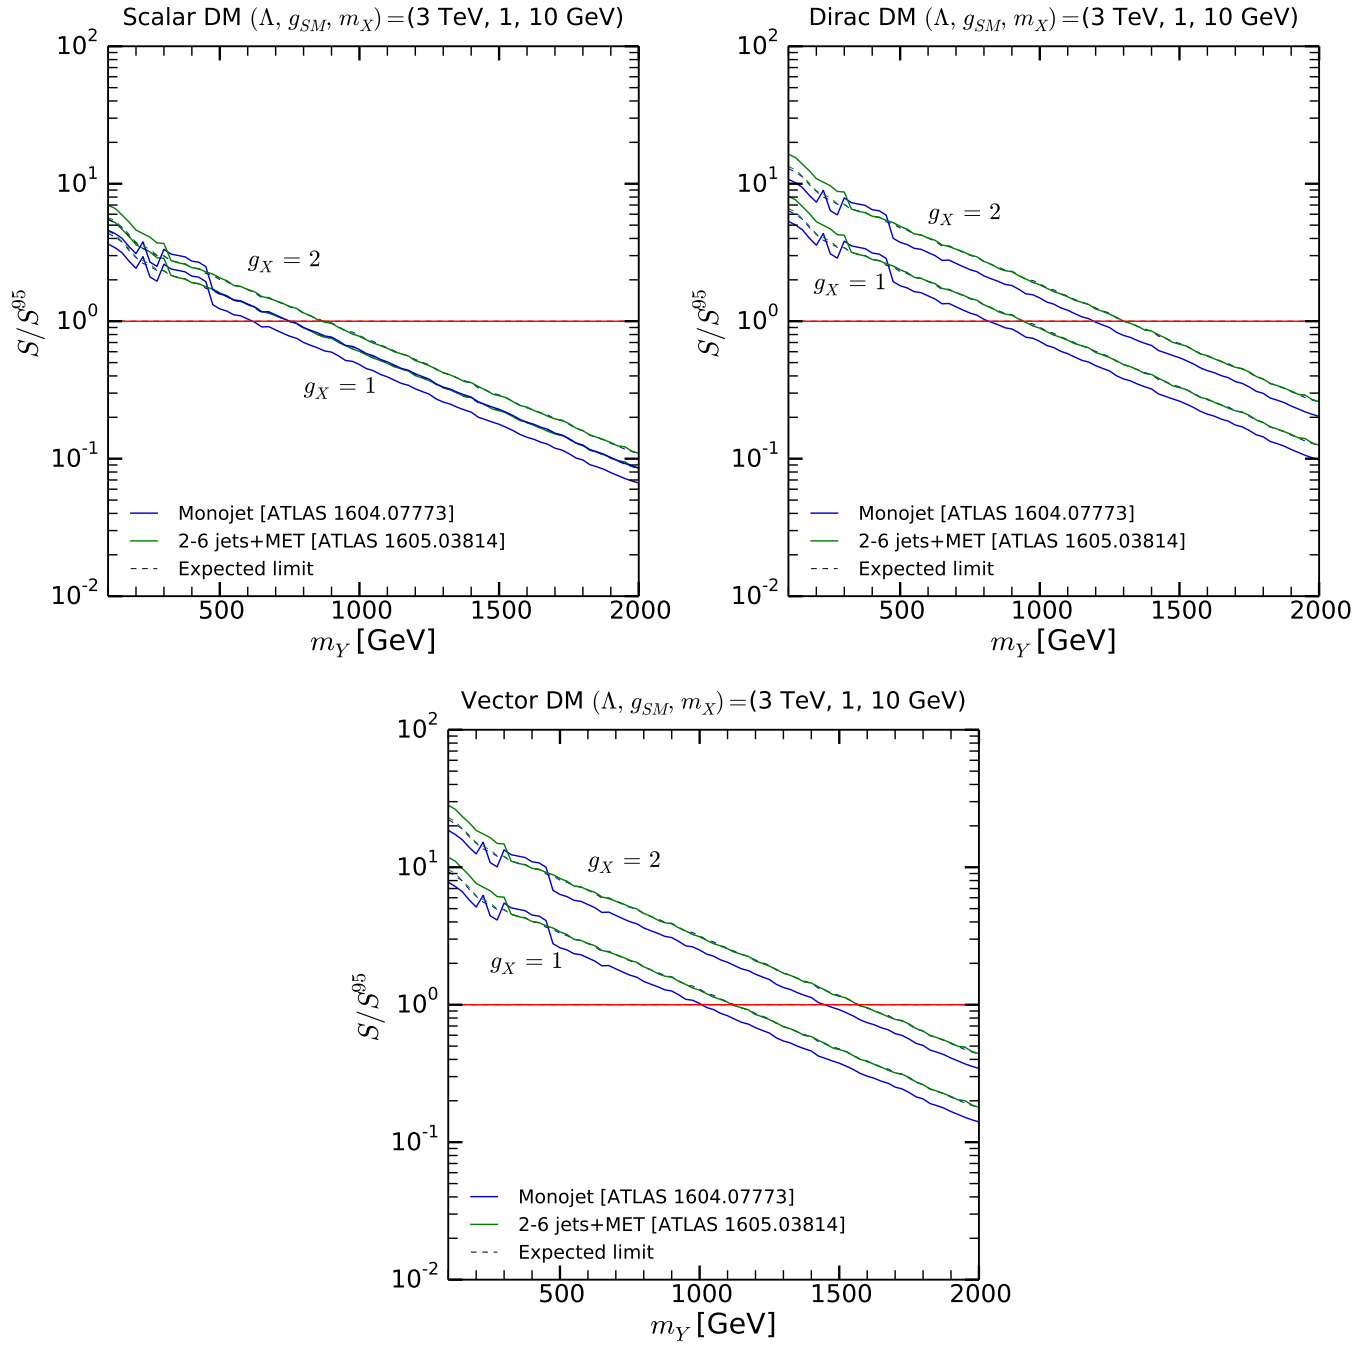 Scalar DM (Λ, g_SM, m_X)=(3 TeV, 1, 10 GeV)
10^2
10^1
10^0
10^-1
10^-2
S/S^95
g_X = 2
g_X = 1
Monojet [ATLAS 1604.07773]
2-6 jets+MET [ATLAS 1605.03814]
Expected limit
500 1000 1500 2000
m_Y [GeV]
Dirac DM (Λ, g_SM, m_X)=(3 TeV, 1, 10 GeV)
10^2
10^1
10^0
10^-1
10^-2
S/S^95
g_X = 2
g_X = 1
Monojet [ATLAS 1604.07773]
2-6 jets+MET [ATLAS 1605.03814]
Expected limit
500 1000 1500 2000
m_Y [GeV]
Vector DM (Λ, g_SM, m_X)=(3 TeV, 1, 10 GeV)
10^2
10^1
10^0
10^-1
10^-2
S/S^95
g_X = 2
g_X = 1
Monojet [ATLAS 1604.07773]
2-6 jets+MET [ATLAS 1605.03814]
Expected limit
500 1000 1500 2000
m_Y [GeV]